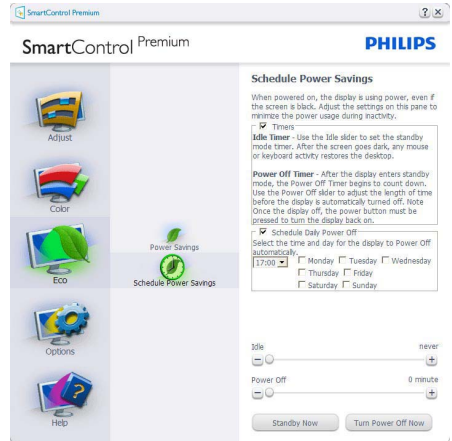 SmartControl Premium
SmartControl Premium
PHILIPS
Adjust
Color
Eco
Options
Help
Power Savings
Schedule Power Savings
Schedule Power Savings
When powered on, the display is using power, even if
the screen is black. Adjust the settings on this pane to
minimize the power usage during inactivity.
Timers
Idle Timer - Use the Idle slider to set the standby
mode timer. After the screen goes dark, any mouse
or keyboard activity restores the desktop.
Power Off Timer - After the display enters standby
mode, the Power Off Timer begins to count down.
Use the Power Off slider to adjust the length of time
before the display is automatically turned off. Note
Once the display off, the power button must be
pressed to turn the display back on.
Schedule Daily Power Off
Select the time and day for the display to Power Off
automatically.
17:00 Monday Tuesday Wednesday
Thursday Friday
Saturday Sunday
Idle never
Power Off 0 minute
Standby Now Turn Power Off Now